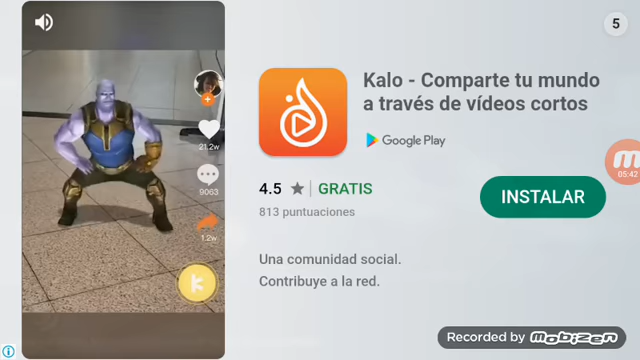 5
Kalo - Comparte tu mundo
a través de vídeos cortos
Google Play
4.5 ★ | GRATIS
813 puntuaciones
INSTALAR
Una comunidad social.
Contribuye a la red.
21.2w
9063
1.2w
k
m
05:42
Recorded by mobizen